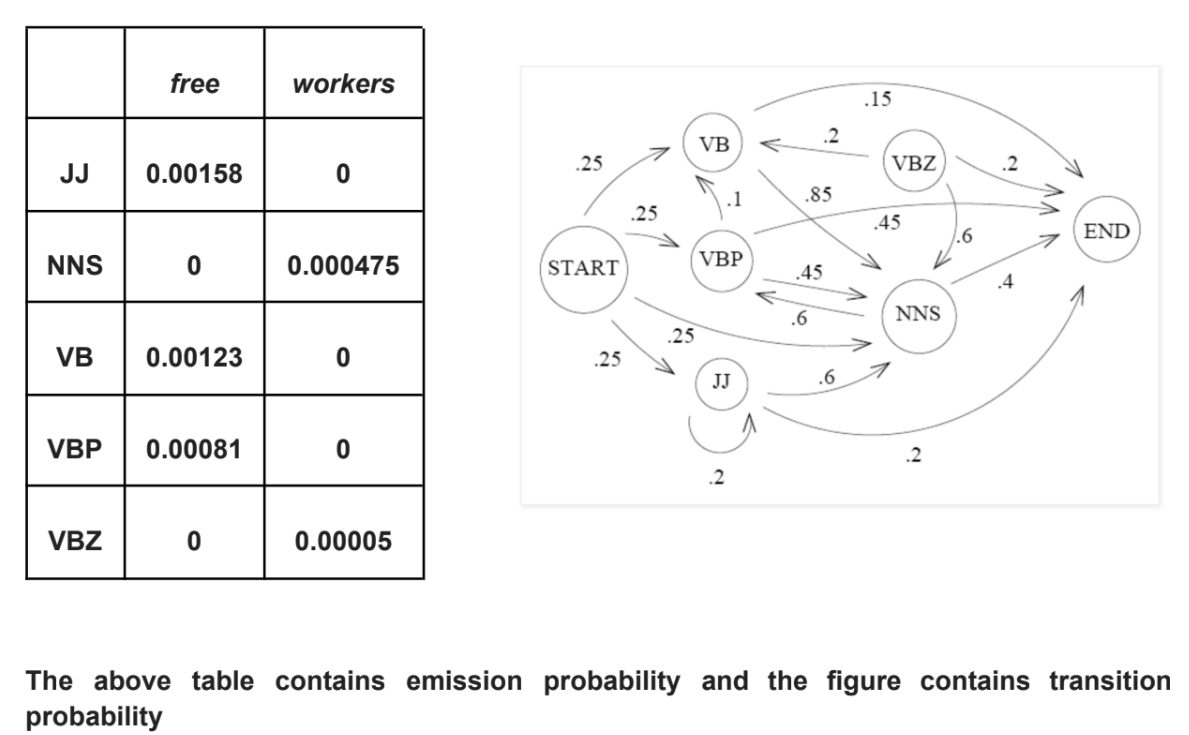 free workers
JJ 0.00158 0
NNS 0 0.000475
VB 0.00123 0
VBP 0.00081 0
VBZ 0 0.00005
.15
VB
.2
VBZ
.25
.2
.1
.85
.25
.45
END
.6
START
VBP
.45
.4
.6
NNS
.25
.25
JJ
.6
.2
.2
The above table contains emission probability and the figure contains transition
probability